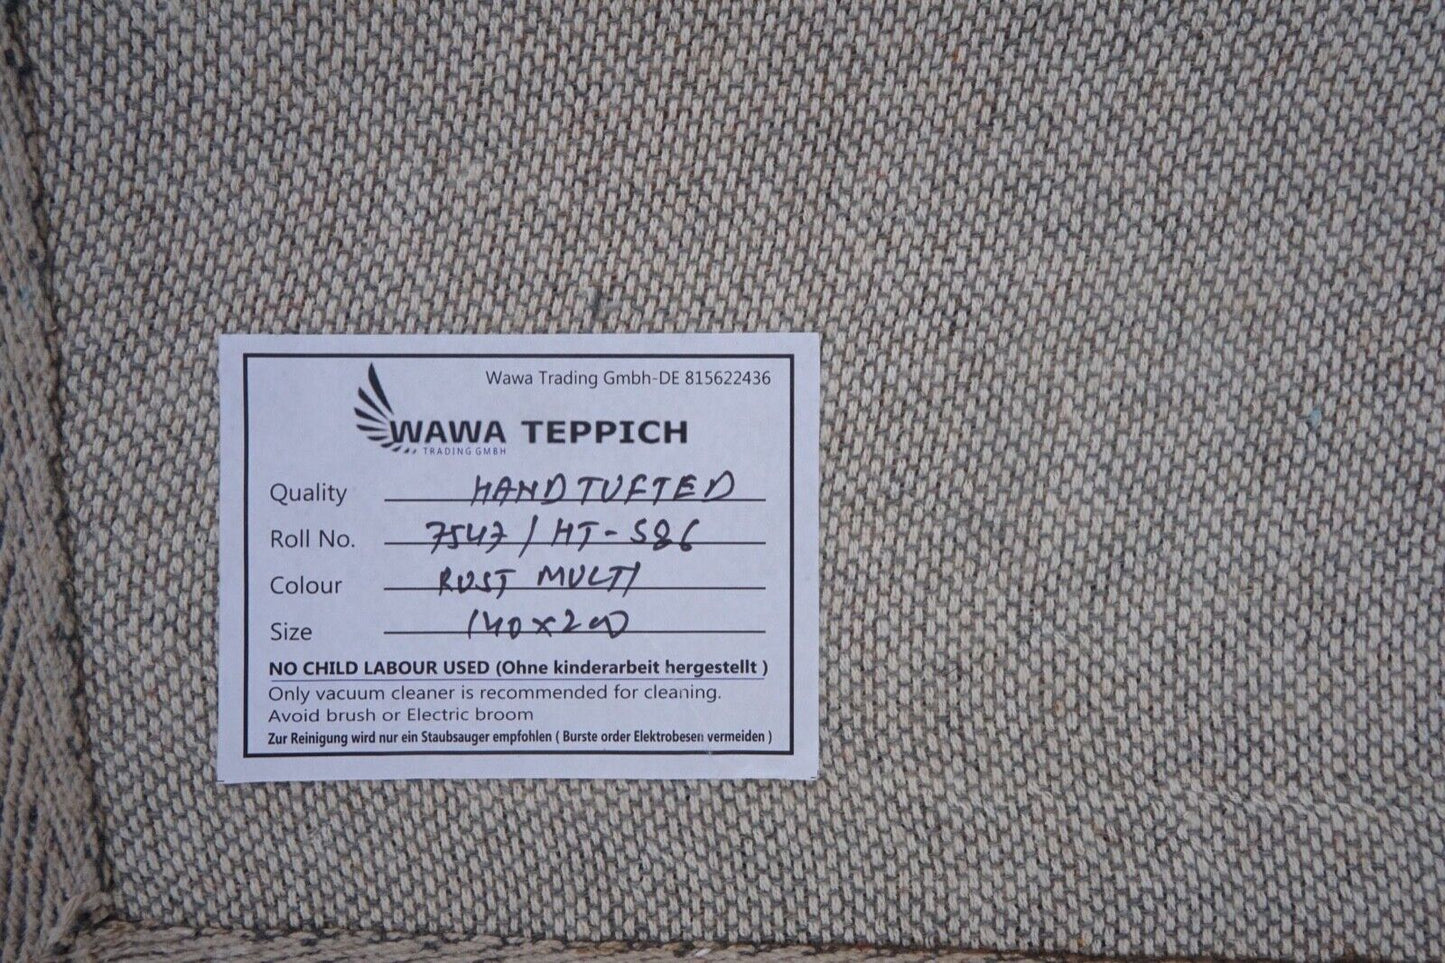 Wawa Trading Gmbh-DE 815622436
WAWA TEPPICH
TRADING GMBH
Quality HANDTUFTED
Roll No. 7547 / HT-586
Colour RUST MULTI
Size 140x200
NO CHILD LABOUR USED (Ohne kinderarbeit hergestellt )
Only vacuum cleaner is recommended for cleaning.
Avoid brush or Electric broom
Zur Reinigung wird nur ein Staubsauger empfohlen ( Burste order Elektrobesen vermeiden )